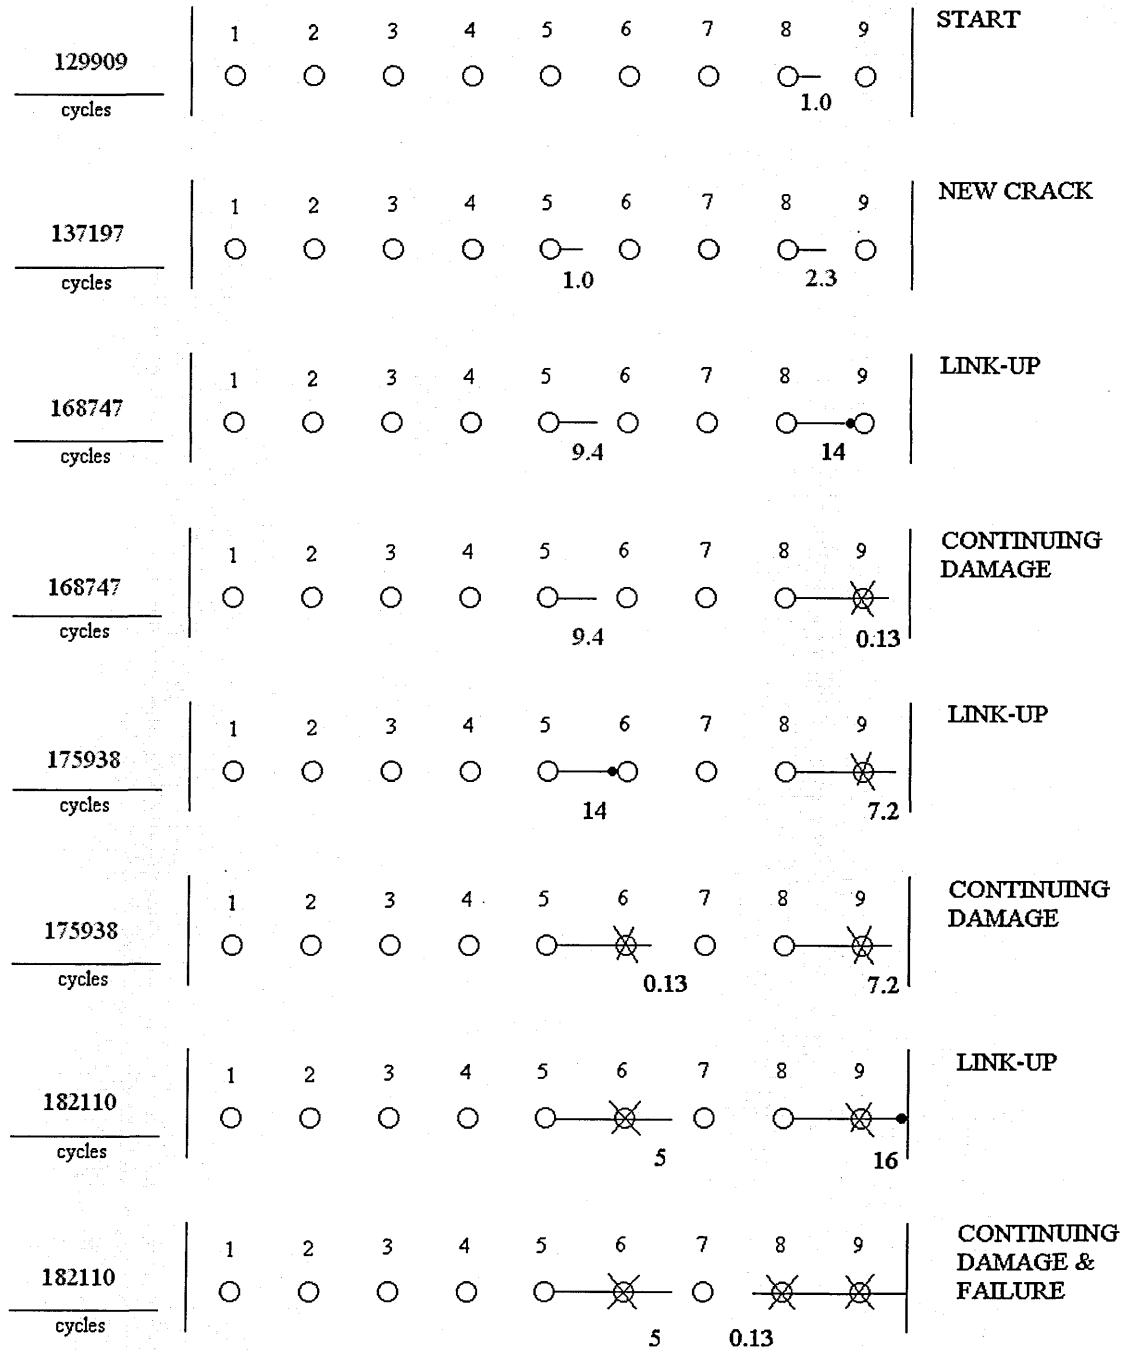 1 2 3 4 5 6 7 8 9 START
129909
cycles
1.0
1 2 3 4 5 6 7 8 9 NEW CRACK
137197
cycles
1.0 2.3
1 2 3 4 5 6 7 8 9 LINK-UP
168747
cycles
9.4 14
1 2 3 4 5 6 7 8 9 CONTINUING
DAMAGE
168747
cycles
9.4 0.13
1 2 3 4 5 6 7 8 9 LINK-UP
175938
cycles
14 7.2
1 2 3 4 5 6 7 8 9 CONTINUING
DAMAGE
175938
cycles
0.13 7.2
1 2 3 4 5 6 7 8 9 LINK-UP
182110
cycles
5 16
1 2 3 4 5 6 7 8 9 CONTINUING
DAMAGE &
FAILURE
182110
cycles
5 0.13